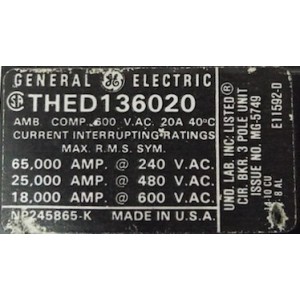 GENERAL GE ELECTRIC
SA THED136020
AMB COMP. 600 V.AC. 20A 40°C
CURRENT INTERRUPTING RATINGS
MAX. R.M.S. SYM.
65,000 AMP. @ 240 V.AC.
25,000 AMP. @ 480 V.AC.
18,000 AMP. @ 600 V.AC.
NP245865-K MADE IN U.S.A.
UND. LAB. INC. LISTED®
CIR. BKR. 3 POLE UNIT
ISSUE NO. MG-5749
E11592-D